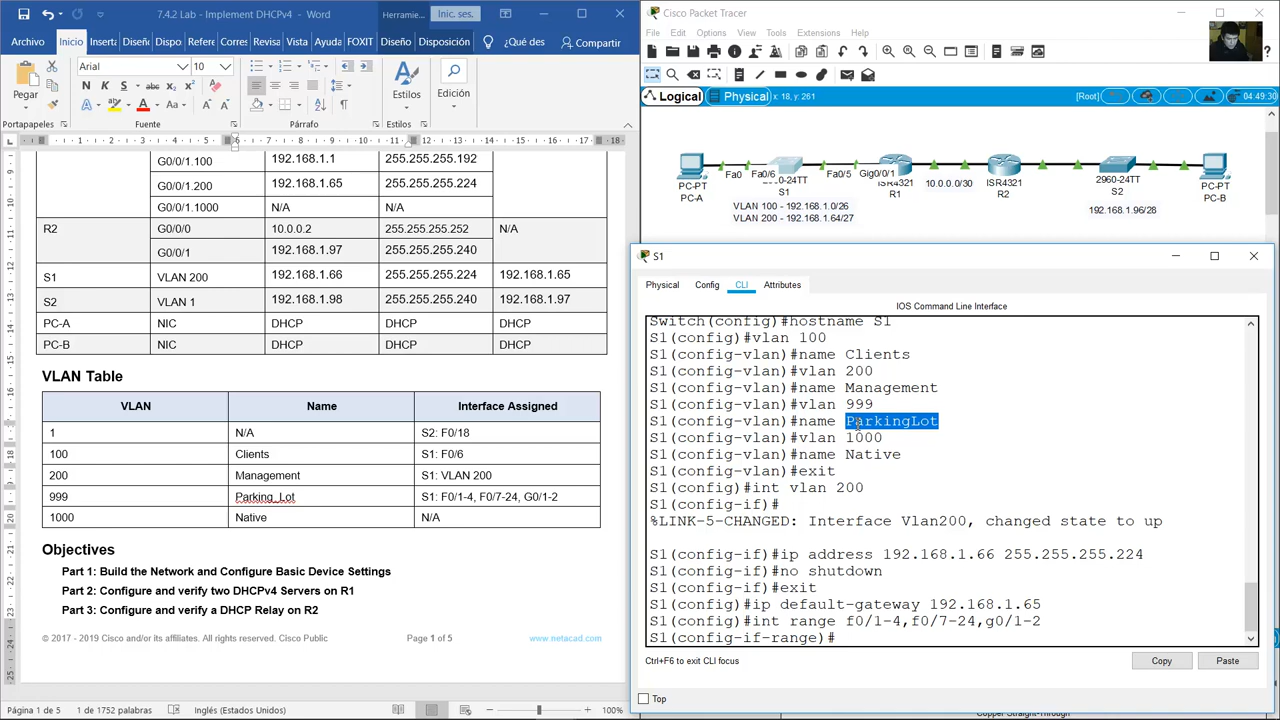 7.4.2 Lab - Implement DHCPv4 - Word
Herramie...
Inic. ses.
Archivo Inicio Inserta Diseño Dispos Refere Corres Revisa Vista Ayuda FOXIT Diseño Disposición ¿Qué des Compartir
Arial 10
Pegar
N K S
Estilos
Edición
Portapapeles Fuente Párrafo Estilos
G0/0/1.100 192.168.1.1 255.255.255.192
G0/0/1.200 192.168.1.65 255.255.255.224
G0/0/1.1000 N/A N/A
R2 G0/0/0 10.0.0.2 255.255.255.252 N/A
G0/0/1 192.168.1.97 255.255.255.240
S1 VLAN 200 192.168.1.66 255.255.255.224 192.168.1.65
S2 VLAN 1 192.168.1.98 255.255.255.240 192.168.1.97
PC-A NIC DHCP DHCP DHCP
PC-B NIC DHCP DHCP DHCP
VLAN Table
VLAN Name Interface Assigned
1 N/A S2: F0/18
100 Clients S1: F0/6
200 Management S1: VLAN 200
999 Parking_Lot S1: F0/1-4, F0/7-24, G0/1-2
1000 Native N/A
Objectives
Part 1: Build the Network and Configure Basic Device Settings
Part 2: Configure and verify two DHCPv4 Servers on R1
Part 3: Configure and verify a DHCP Relay on R2
© 2017 - 2019 Cisco and/or its affiliates. All rights reserved. Cisco Public Page 1 of 5 www.netacad.com
Página 1 de 5 1 de 1752 palabras Inglés (Estados Unidos) 100%
Cisco Packet Tracer
File Edit Options View Tools Extensions Help
Logical Physical x: 18, y: 261 [Root] 04:49:30
PC-PT
PC-A
Fa0
Fa0/6
2960-24TT
S1
Fa0/5
Gig0/0/1
ISR4321
R1
10.0.0.0/30
ISR4321
R2
2960-24TT
S2
PC-PT
PC-B
VLAN 100 - 192.168.1.0/26
VLAN 200 - 192.168.1.64/27
192.168.1.96/28
S1
Physical Config CLI Attributes
IOS Command Line Interface
Switch(config)#hostname S1
S1(config)#vlan 100
S1(config-vlan)#name Clients
S1(config-vlan)#vlan 200
S1(config-vlan)#name Management
S1(config-vlan)#vlan 999
S1(config-vlan)#name ParkingLot
S1(config-vlan)#vlan 1000
S1(config-vlan)#name Native
S1(config-vlan)#exit
S1(config)#int vlan 200
S1(config-if)#
%LINK-5-CHANGED: Interface Vlan200, changed state to up
S1(config-if)#ip address 192.168.1.66 255.255.255.224
S1(config-if)#no shutdown
S1(config-if)#exit
S1(config)#ip default-gateway 192.168.1.65
S1(config)#int range f0/1-4,f0/7-24,g0/1-2
S1(config-if-range)#
Ctrl+F6 to exit CLI focus
Copy Paste
Top
Copper Straight-Through